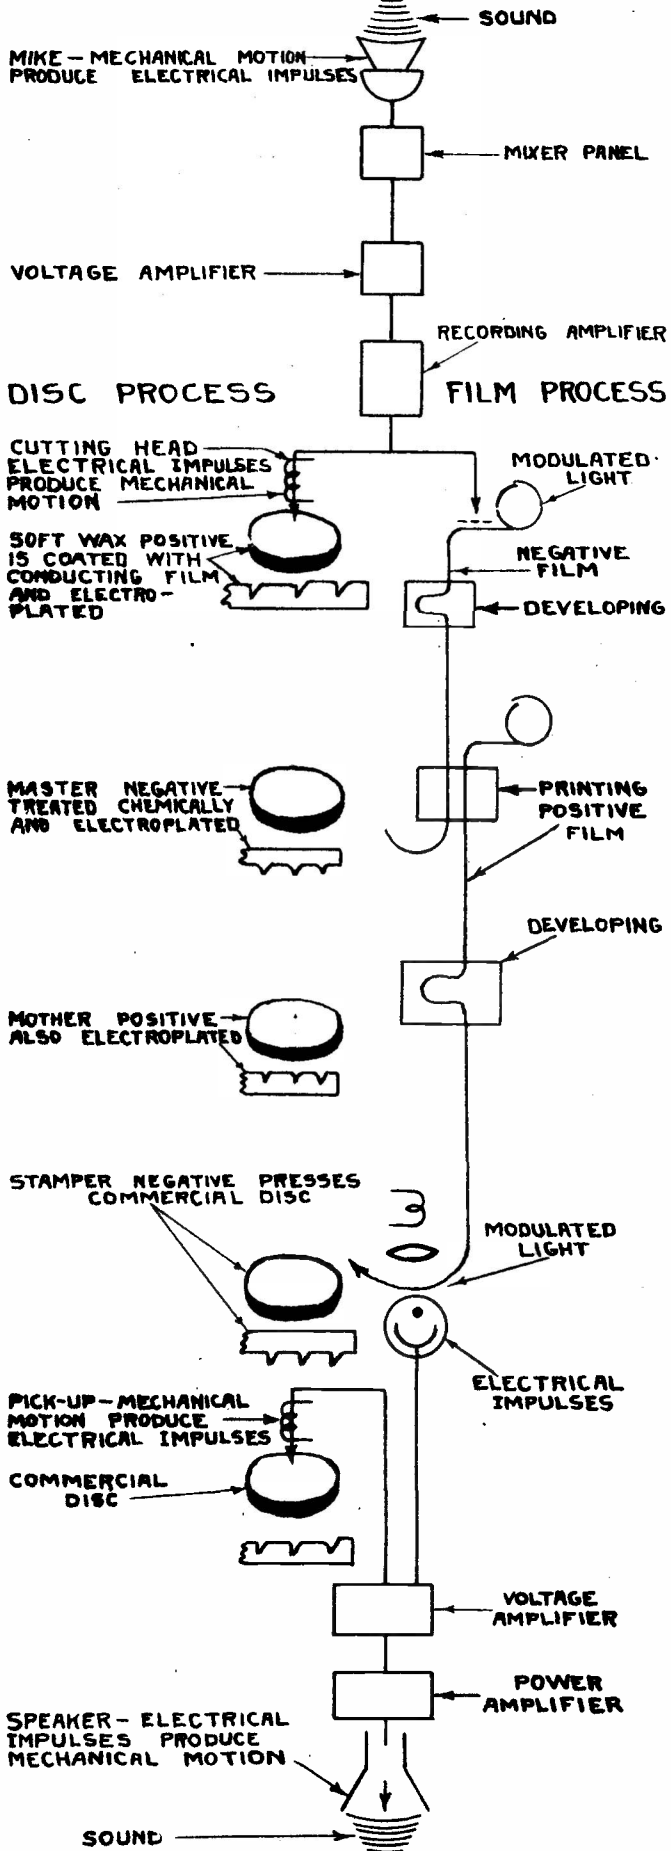 SOUND
MIKE – MECHANICAL MOTION
PRODUCE ELECTRICAL IMPULSES
MIXER PANEL
VOLTAGE AMPLIFIER
RECORDING AMPLIFIER
DISC PROCESS
FILM PROCESS
CUTTING HEAD
ELECTRICAL IMPULSES
PRODUCE MECHANICAL
MOTION
MODULATED
LIGHT
SOFT WAX POSITIVE
IS COATED WITH
CONDUCTING FILM
AND ELECTRO-
PLATED
NEGATIVE
FILM
DEVELOPING
MASTER NEGATIVE
TREATED CHEMICALLY
AND ELECTROPLATED
PRINTING
POSITIVE
FILM
DEVELOPING
MOTHER POSITIVE
ALSO ELECTROPLATED
STAMPER NEGATIVE PRESSES
COMMERCIAL DISC
MODULATED
LIGHT
ELECTRICAL
IMPULSES
PICK-UP – MECHANICAL
MOTION PRODUCE
ELECTRICAL IMPULSES
COMMERCIAL
DISC
VOLTAGE
AMPLIFIER
POWER
AMPLIFIER
SPEAKER – ELECTRICAL
IMPULSES PRODUCE
MECHANICAL MOTION
SOUND